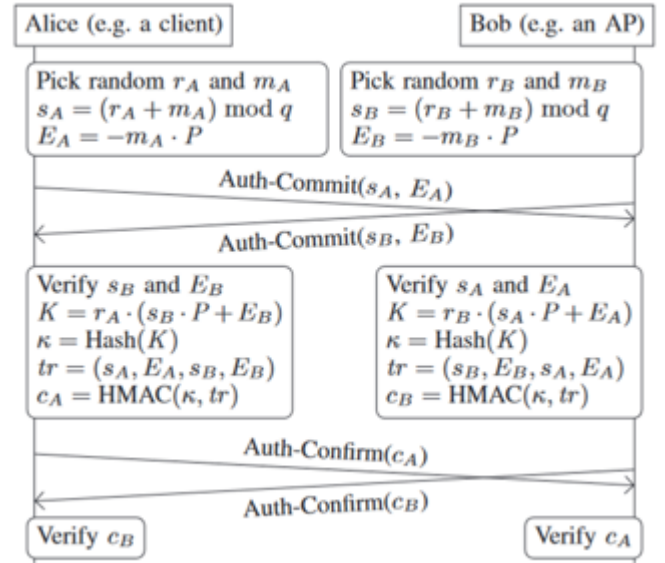 Alice (e.g. a client)
Bob (e.g. an AP)
Pick random r_A and m_A
s_A = (r_A + m_A) mod q
E_A = −m_A · P
Pick random r_B and m_B
s_B = (r_B + m_B) mod q
E_B = −m_B · P
Auth-Commit(s_A, E_A)
Auth-Commit(s_B, E_B)
Verify s_B and E_B
K = r_A · (s_B · P + E_B)
κ = Hash(K)
tr = (s_A, E_A, s_B, E_B)
c_A = HMAC(κ, tr)
Verify s_A and E_A
K = r_B · (s_A · P + E_A)
κ = Hash(K)
tr = (s_B, E_B, s_A, E_A)
c_B = HMAC(κ, tr)
Auth-Confirm(c_A)
Auth-Confirm(c_B)
Verify c_B
Verify c_A